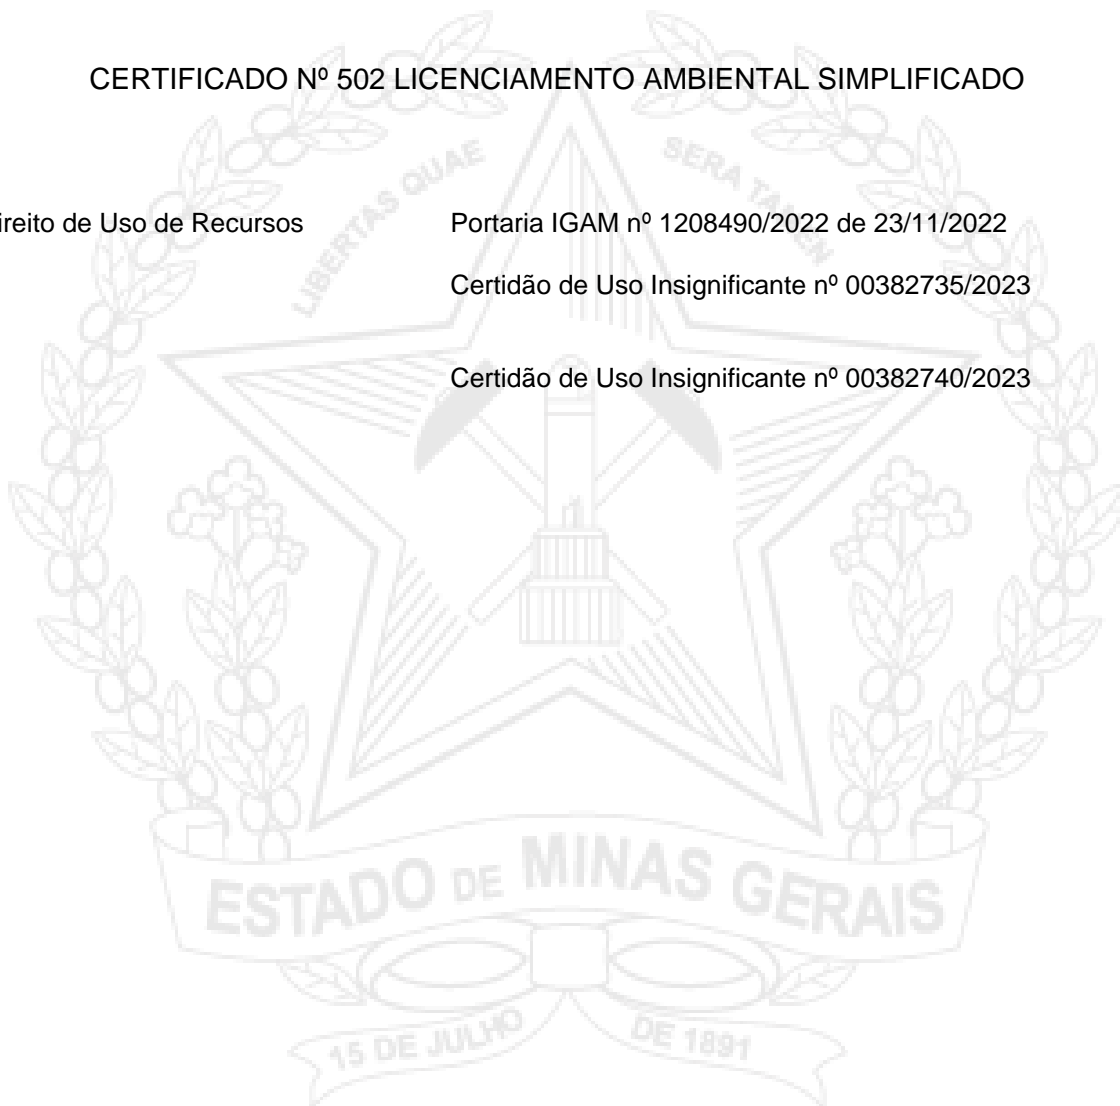 CERTIFICADO Nº 502 LICENCIAMENTO AMBIENTAL SIMPLIFICADO
LIBERTAS QUAE SERA TAMEN
ireito de Uso de Recursos Portaria IGAM nº 1208490/2022 de 23/11/2022
Certidão de Uso Insignificante nº 00382735/2023
Certidão de Uso Insignificante nº 00382740/2023
ESTADO DE MINAS GERAIS
15 DE JULHO DE 1891